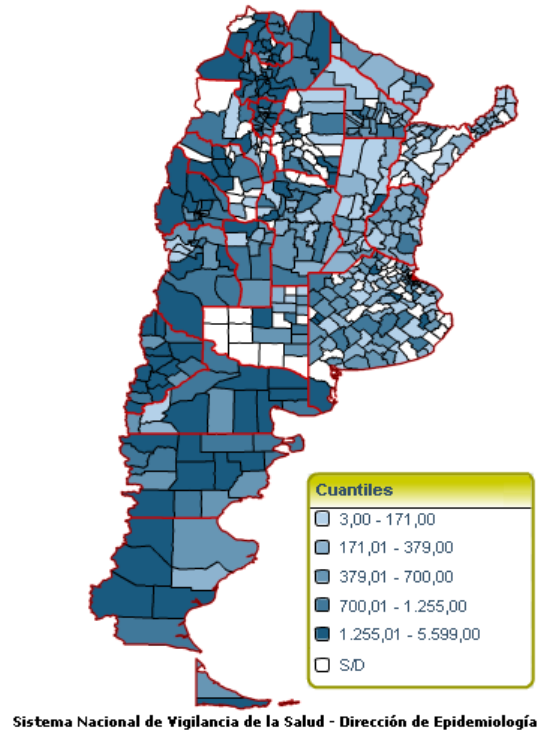 Cuantiles
3,00 - 171,00
171,01 - 379,00
379,01 - 700,00
700,01 - 1.255,00
1.255,01 - 5.599,00
S/D
Sistema Nacional de Vigilancia de la Salud - Dirección de Epidemiología